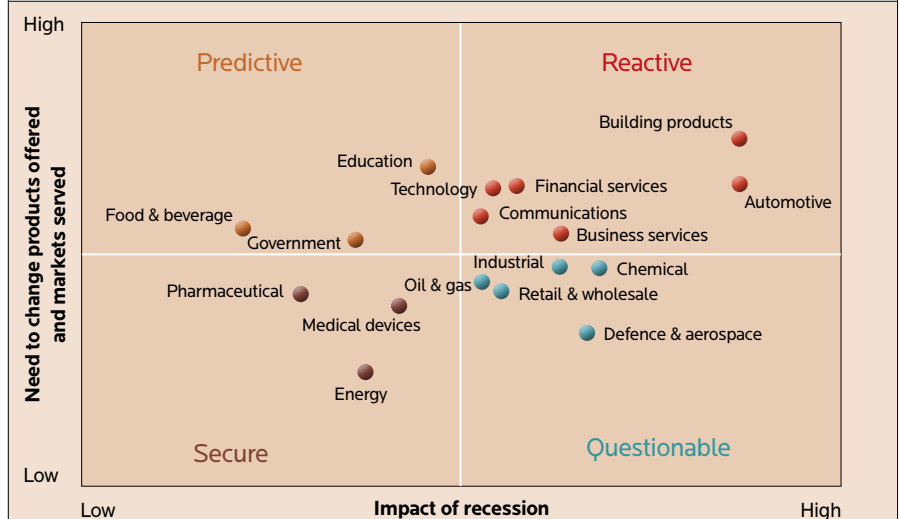 High
Predictive
Reactive
Building products
Education
Technology
Financial services
Automotive
Communications
Food & beverage
Government
Business services
Need to change products offered
and markets served
Industrial
Chemical
Oil & gas
Pharmaceutical
Retail & wholesale
Medical devices
Defence & aerospace
Energy
Secure
Questionable
Low
Low
Impact of recession
High